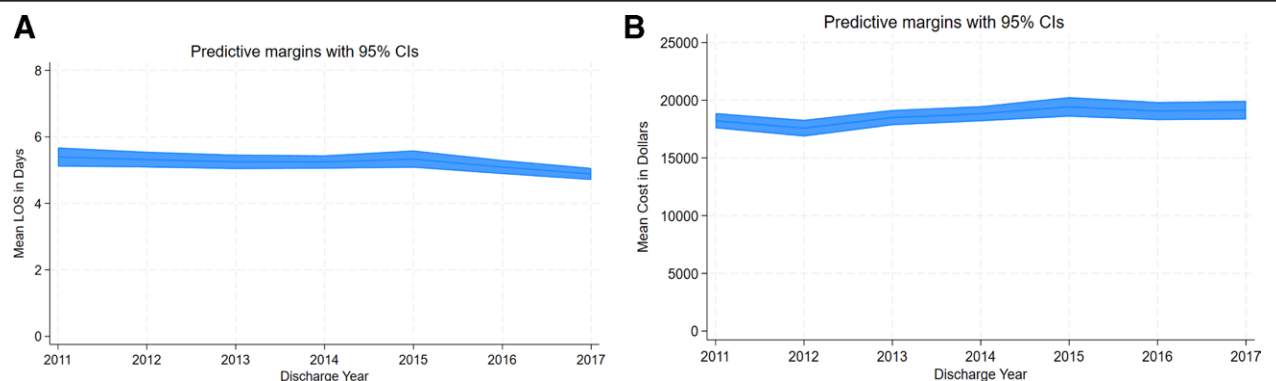 A
Predictive margins with 95% CIs
Mean LOS in Days
8
6
4
2
0
2011 2012 2013 2014 2015 2016 2017
Discharge Year
B
Predictive margins with 95% CIs
Mean Cost in Dollars
25000
20000
15000
10000
5000
0
2011 2012 2013 2014 2015 2016 2017
Discharge Year